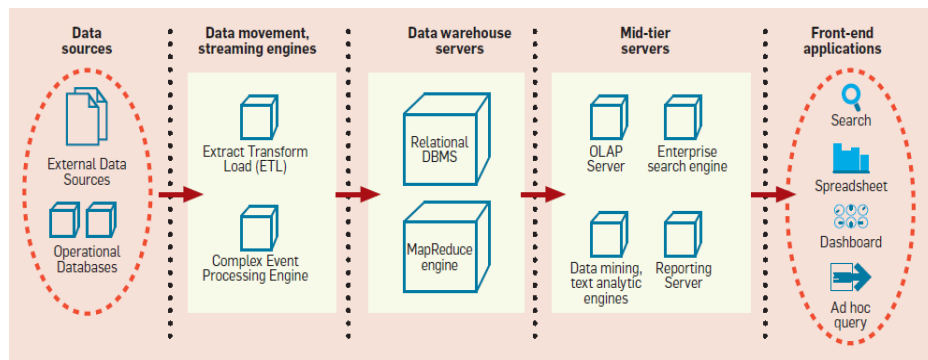 Data
sources
Data movement,
streaming engines
Data warehouse
servers
Mid-tier
servers
Front-end
applications
External Data
Sources
Operational
Databases
Extract Transform
Load (ETL)
Complex Event
Processing Engine
Relational
DBMS
MapReduce
engine
OLAP
Server
Enterprise
search engine
Data mining,
text analytic
engines
Reporting
Server
Search
Spreadsheet
Dashboard
Ad hoc
query